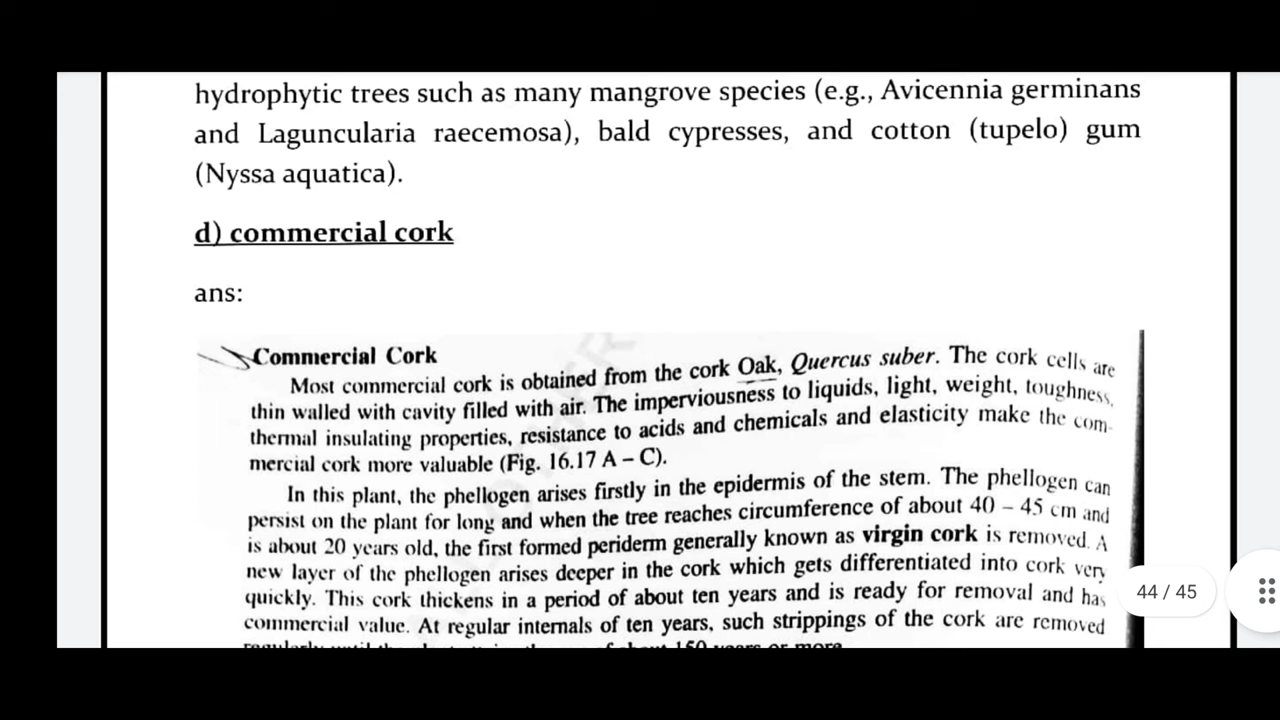 hydrophytic trees such as many mangrove species (e.g., Avicennia germinans
and Laguncularia raecemosa), bald cypresses, and cotton (tupelo) gum
(Nyssa aquatica).
d) commercial cork
ans:
Commercial Cork
Most commercial cork is obtained from the cork Oak, Quercus suber. The cork cells are
thin walled with cavity filled with air. The imperviousness to liquids, light, weight, toughness,
thermal insulating properties, resistance to acids and chemicals and elasticity make the com-
mercial cork more valuable (Fig. 16.17 A – C).
In this plant, the phellogen arises firstly in the epidermis of the stem. The phellogen can
persist on the plant for long and when the tree reaches circumference of about 40 – 45 cm and
is about 20 years old, the first formed periderm generally known as virgin cork is removed. A
new layer of the phellogen arises deeper in the cork which gets differentiated into cork very
quickly. This cork thickens in a period of about ten years and is ready for removal and has
commercial value. At regular internals of ten years, such strippings of the cork are removed
150 years or more
44 / 45